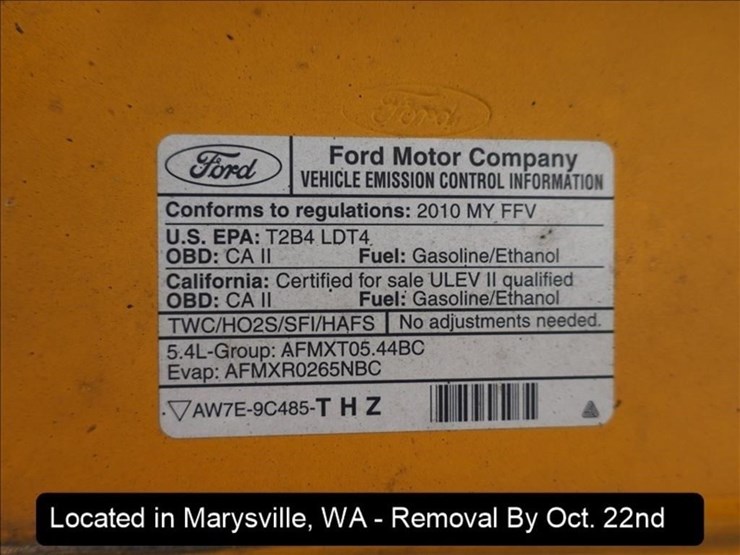 Ford
Ford
Ford Motor Company
VEHICLE EMISSION CONTROL INFORMATION
Conforms to regulations: 2010 MY FFV
U.S. EPA: T2B4 LDT4
OBD: CA II Fuel: Gasoline/Ethanol
California: Certified for sale ULEV II qualified
OBD: CA II Fuel: Gasoline/Ethanol
TWC/HO2S/SFI/HAFS No adjustments needed.
5.4L-Group: AFMXT05.44BC
Evap: AFMXR0265NBC
AW7E-9C485-T H Z
Located in Marysville, WA - Removal By Oct. 22nd